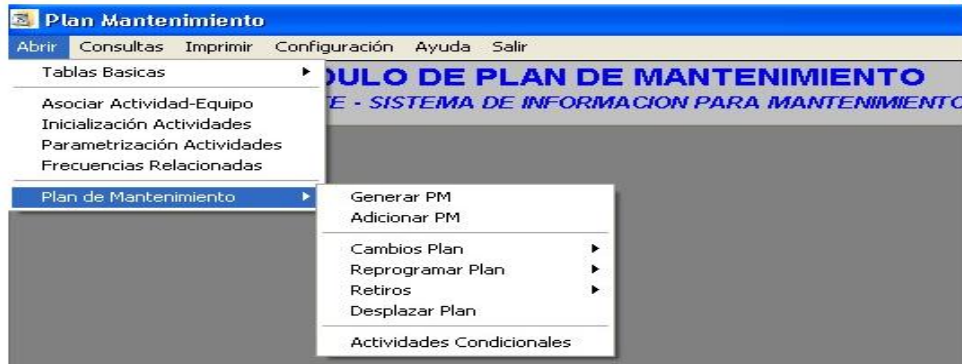 Plan Mantenimiento
Abrir Consultas Imprimir Configuración Ayuda Salir
DULO DE PLAN DE MANTENIMIENTO
TE - SISTEMA DE INFORMACION PARA MANTENIMIENTO
Tablas Basicas
Asociar Actividad-Equipo
Inicialización Actividades
Parametrización Actividades
Frecuencias Relacionadas
Plan de Mantenimiento
Generar PM
Adicionar PM
Cambios Plan
Reprogramar Plan
Retiros
Desplazar Plan
Actividades Condicionales